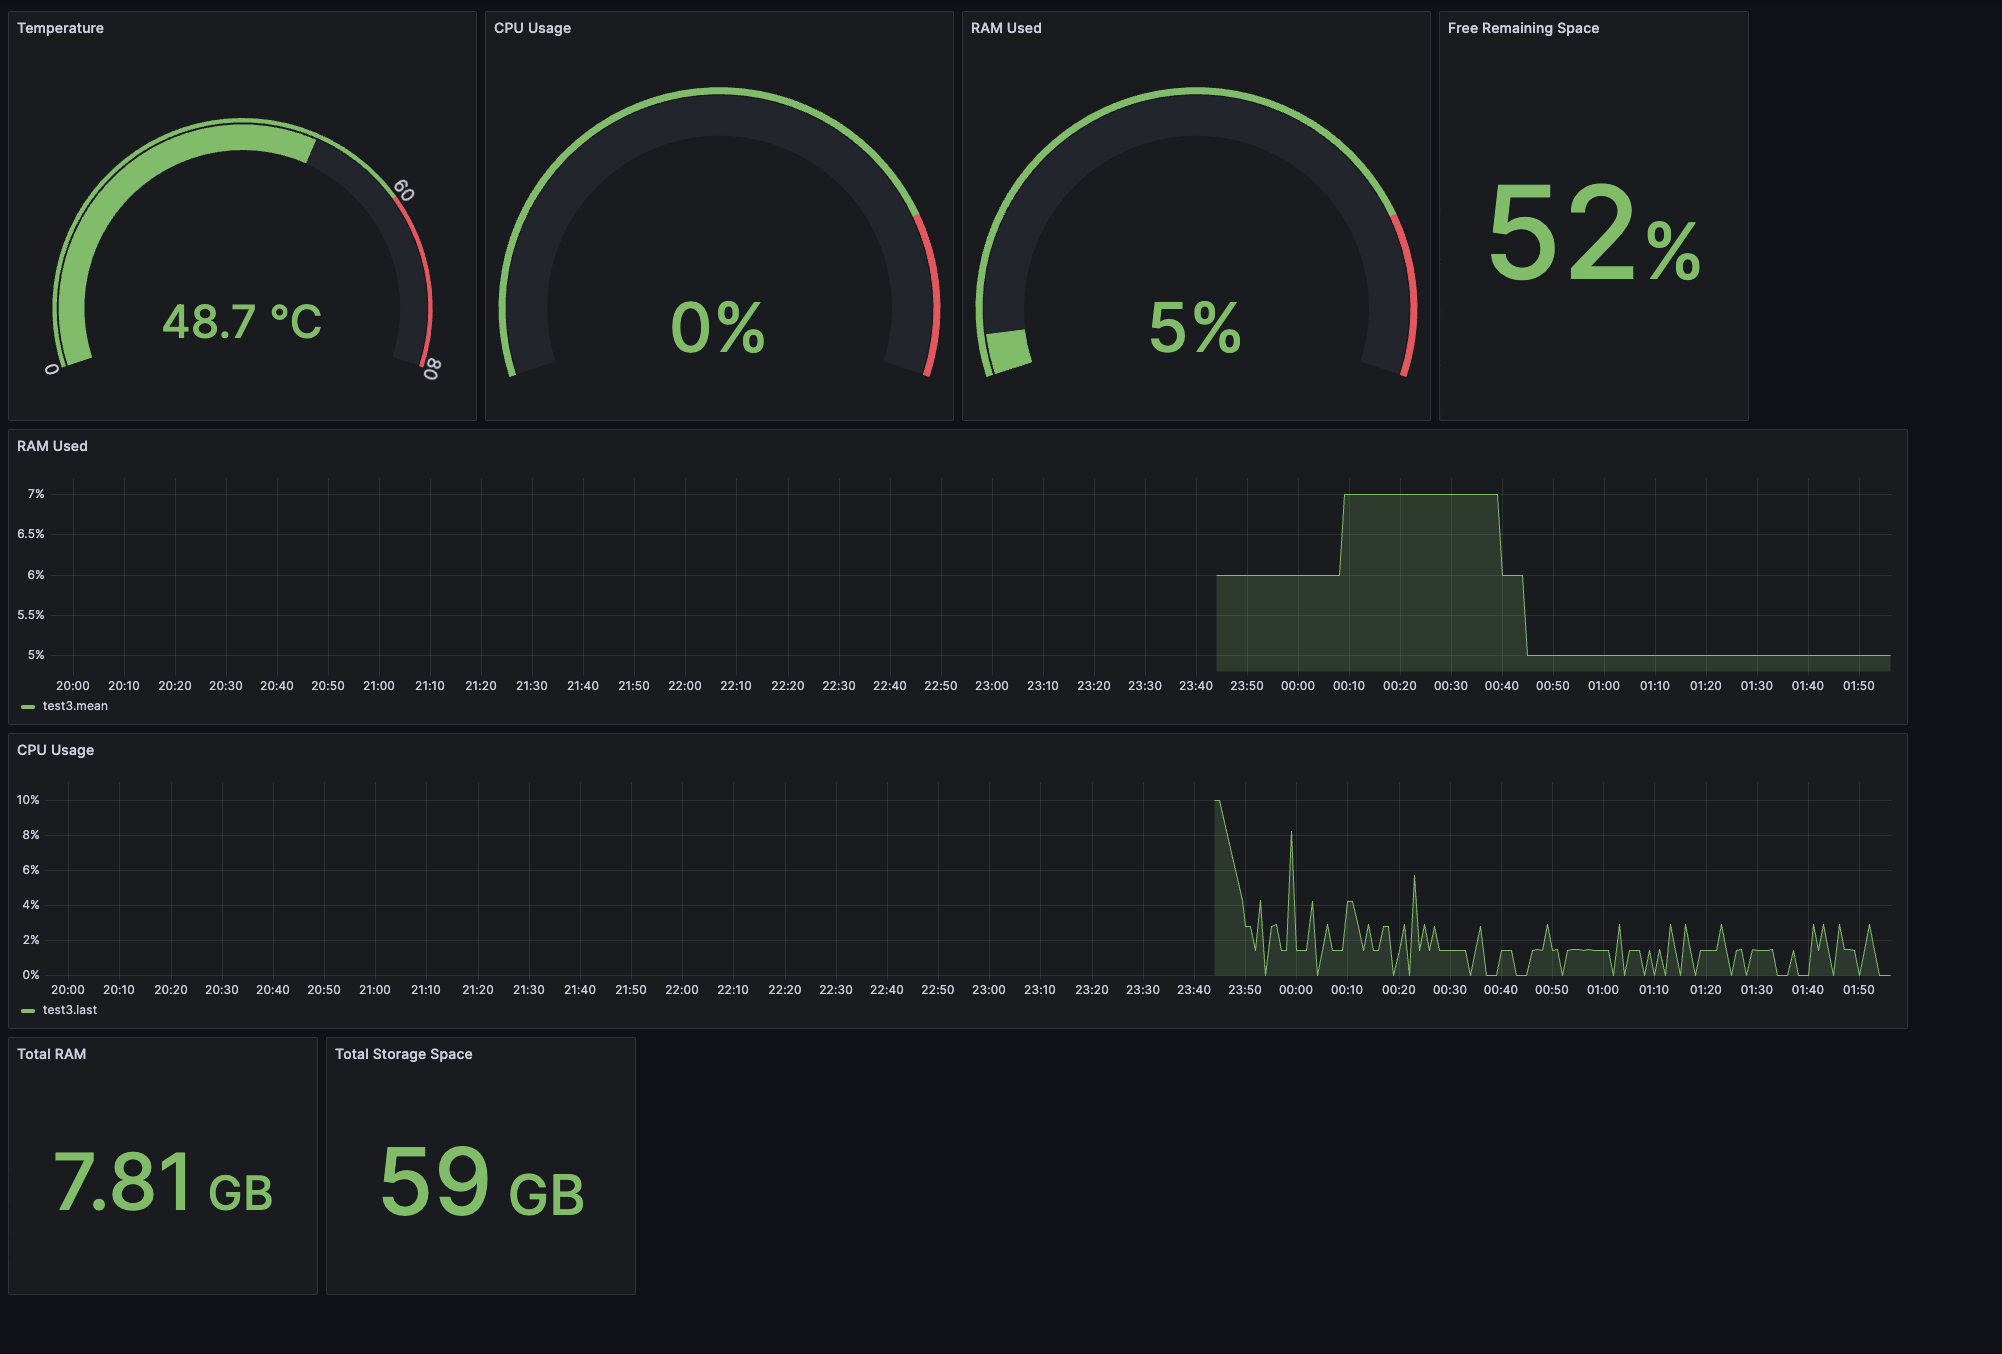 Temperature
CPU Usage
RAM Used
Free Remaining Space
0
60
80
48.7 °C
0%
5%
52%
RAM Used
7%
6.5%
6%
5.5%
5%
20:00 20:10 20:20 20:30 20:40 20:50 21:00 21:10 21:20 21:30 21:40 21:50 22:00 22:10 22:20 22:30 22:40 22:50 23:00 23:10 23:20 23:30 23:40 23:50 00:00 00:10 00:20 00:30 00:40 00:50 01:00 01:10 01:20 01:30 01:40 01:50
test3.mean
CPU Usage
10%
8%
6%
4%
2%
0%
20:00 20:10 20:20 20:30 20:40 20:50 21:00 21:10 21:20 21:30 21:40 21:50 22:00 22:10 22:20 22:30 22:40 22:50 23:00 23:10 23:20 23:30 23:40 23:50 00:00 00:10 00:20 00:30 00:40 00:50 01:00 01:10 01:20 01:30 01:40 01:50
test3.last
Total RAM
7.81 GB
Total Storage Space
59 GB